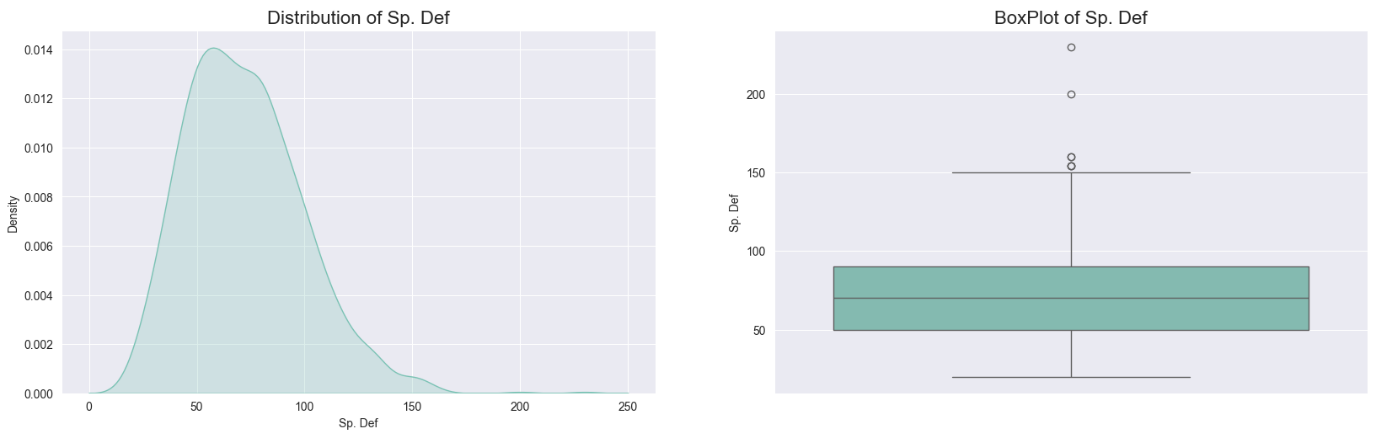 Distribution of Sp. Def
0.014
0.012
0.010
0.008
0.006
0.004
0.002
0.000
Density
0 50 100 150 200 250
Sp. Def
BoxPlot of Sp. Def
200
150
100
50
Sp. Def